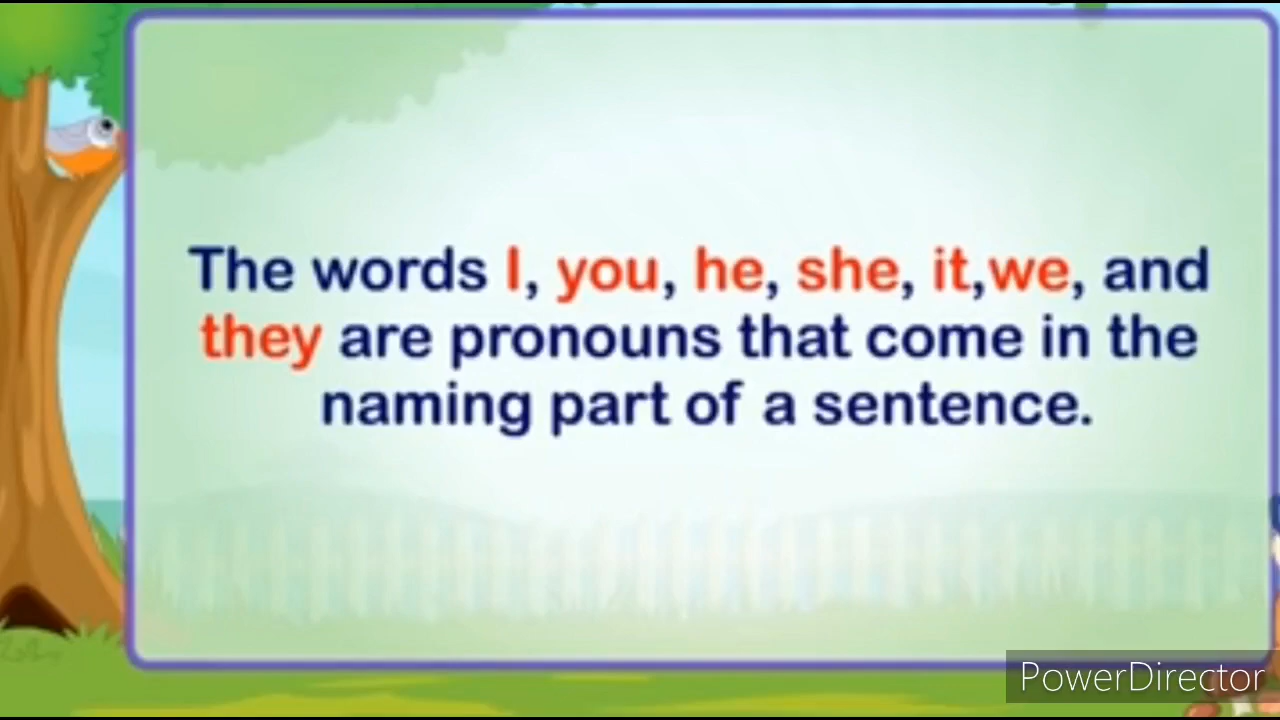 The words I, you, he, she, it,we, and
they are pronouns that come in the
naming part of a sentence.
PowerDirector